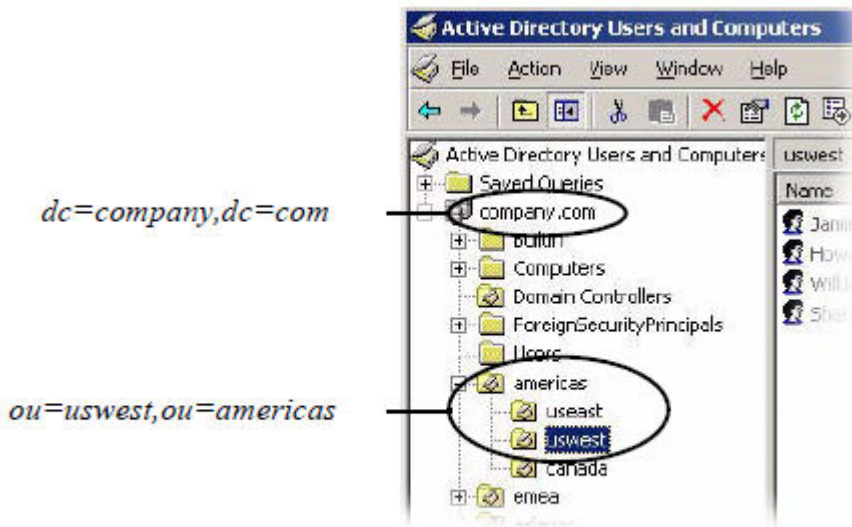 Active Directory Users and Computers
File Action View Window Help
Active Directory Users and Computers
uswest
Saved Queries
Name
dc=company,dc=com
company.com
Builtin
Computers
Domain Controllers
ForeignSecurityPrincipals
Users
ou=uswest,ou=americas
americas
useast
uswest
canada
emea